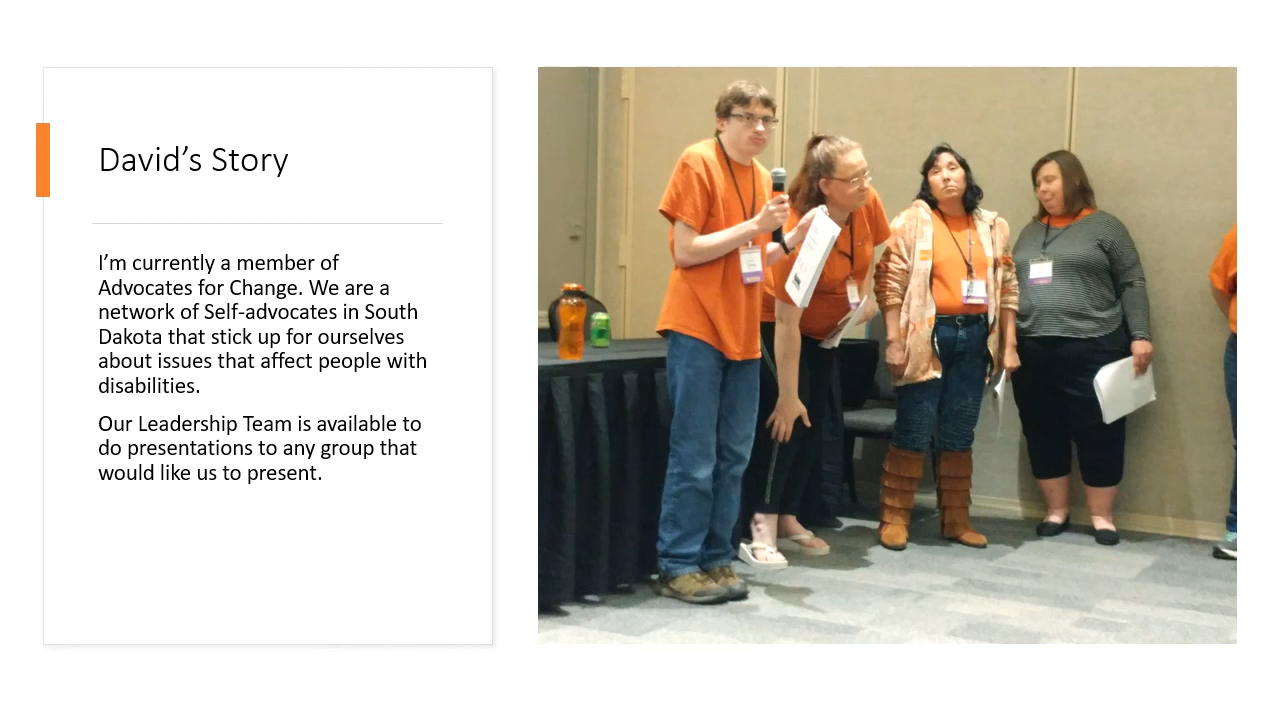 David’s Story
I’m currently a member of
Advocates for Change. We are a
network of Self-advocates in South
Dakota that stick up for ourselves
about issues that affect people with
disabilities.
Our Leadership Team is available to
do presentations to any group that
would like us to present.